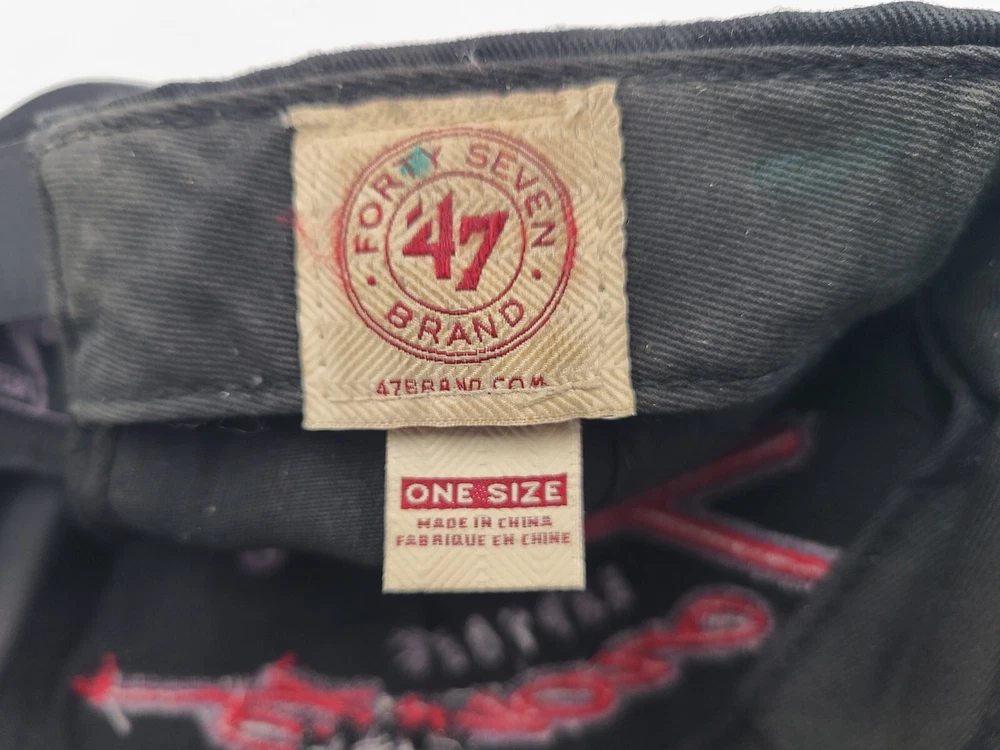 FORTY SEVEN
'47
BRAND
47BRAND.COM
ONE SIZE
MADE IN CHINA
FABRIQUE EN CHINE